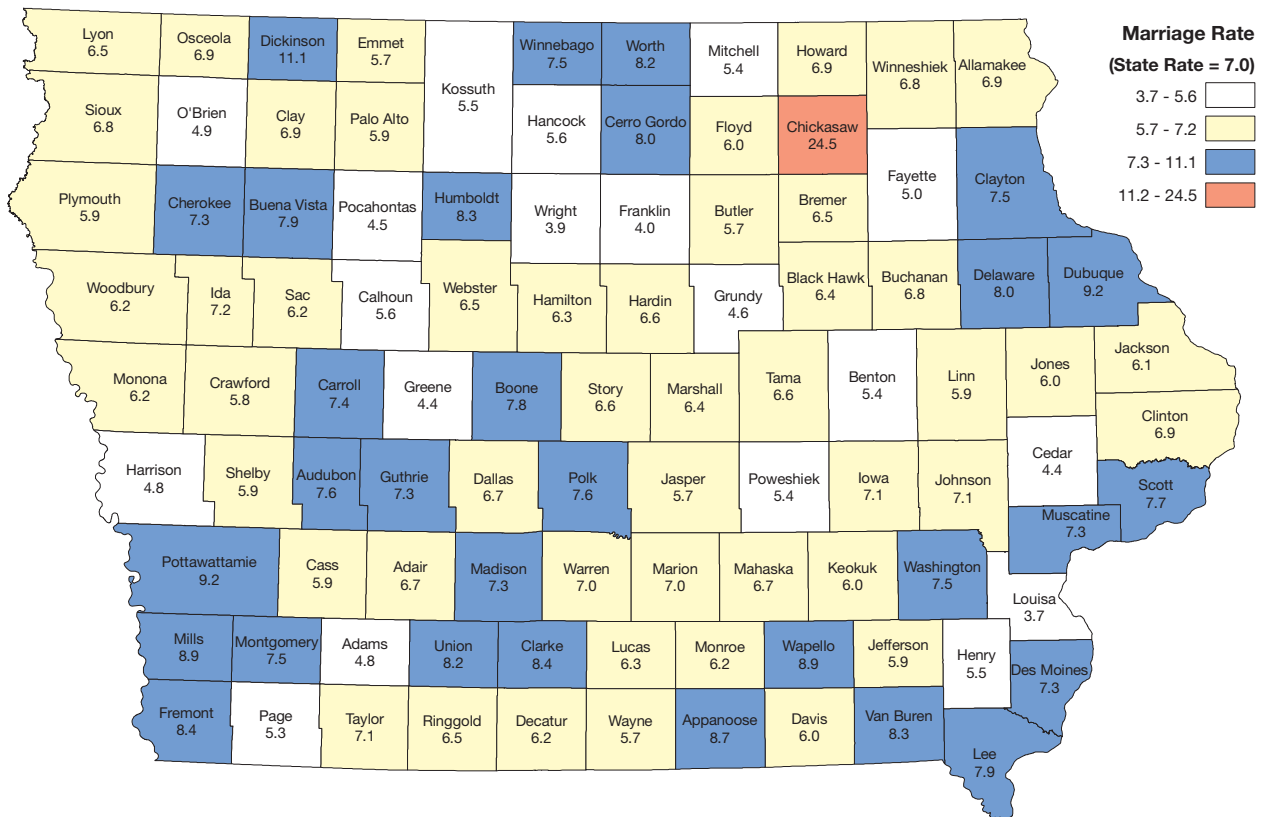 Marriage Rate
(State Rate = 7.0)
3.7 - 5.6
5.7 - 7.2
7.3 - 11.1
11.2 - 24.5
Lyon
6.5
Osceola
6.9
Dickinson
11.1
Emmet
5.7
Kossuth
5.5
Winnebago
7.5
Worth
8.2
Mitchell
5.4
Howard
6.9
Winneshiek
6.8
Allamakee
6.9
Sioux
6.8
O'Brien
4.9
Clay
6.9
Palo Alto
5.9
Hancock
5.6
Cerro Gordo
8.0
Floyd
6.0
Chickasaw
24.5
Fayette
5.0
Clayton
7.5
Plymouth
5.9
Cherokee
7.3
Buena Vista
7.9
Pocahontas
4.5
Humboldt
8.3
Wright
3.9
Franklin
4.0
Butler
5.7
Bremer
6.5
Woodbury
6.2
Ida
7.2
Sac
6.2
Calhoun
5.6
Webster
6.5
Hamilton
6.3
Hardin
6.6
Grundy
4.6
Black Hawk
6.4
Buchanan
6.8
Delaware
8.0
Dubuque
9.2
Monona
6.2
Crawford
5.8
Carroll
7.4
Greene
4.4
Boone
7.8
Story
6.6
Marshall
6.4
Tama
6.6
Benton
5.4
Linn
5.9
Jones
6.0
Jackson
6.1
Clinton
6.9
Harrison
4.8
Shelby
5.9
Audubon
7.6
Guthrie
7.3
Dallas
6.7
Polk
7.6
Jasper
5.7
Poweshiek
5.4
Iowa
7.1
Johnson
7.1
Cedar
4.4
Scott
7.7
Muscatine
7.3
Pottawattamie
9.2
Cass
5.9
Adair
6.7
Madison
7.3
Warren
7.0
Marion
7.0
Mahaska
6.7
Keokuk
6.0
Washington
7.5
Louisa
3.7
Mills
8.9
Montgomery
7.5
Adams
4.8
Union
8.2
Clarke
8.4
Lucas
6.3
Monroe
6.2
Wapello
8.9
Jefferson
5.9
Henry
5.5
Des Moines
7.3
Fremont
8.4
Page
5.3
Taylor
7.1
Ringgold
6.5
Decatur
6.2
Wayne
5.7
Appanoose
8.7
Davis
6.0
Van Buren
8.3
Lee
7.9